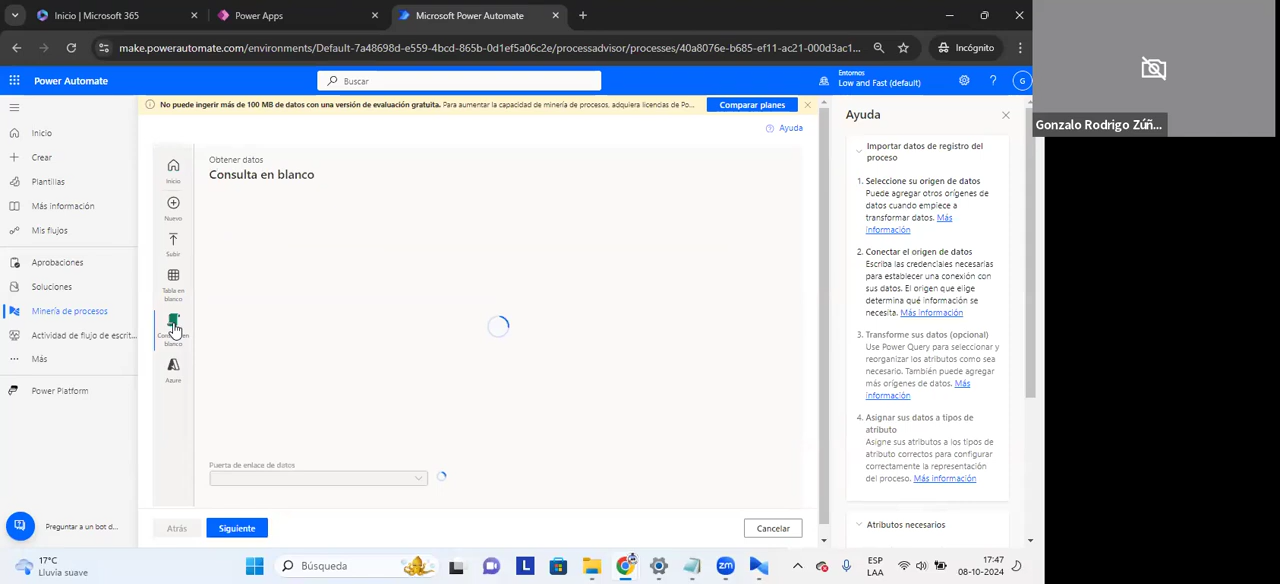 Inicio | Microsoft 365
Power Apps
Microsoft Power Automate
make.powerautomate.com/environments/Default-7a48698d-e559-4bcd-865b-0d1ef5a06c2e/processadvisor/processes/40a8076e-b685-ef11-ac21-000d3ac1...
Incógnito
Power Automate
Buscar
Entornos
Low and Fast (default)
G
No puede ingerir más de 100 MB de datos con una versión de evaluación gratuita. Para aumentar la capacidad de minería de procesos, adquiera licencias de Po...
Comparar planes
Ayuda
Inicio
Crear
Plantillas
Más información
Mis flujos
Aprobaciones
Soluciones
Minería de procesos
Actividad de flujo de escrit...
Más
Power Platform
Preguntar a un bot d...
Inicio
Nuevo
Subir
Tabla en
blanco
blanco
Azure
Obtener datos
Consulta en blanco
Puerta de enlace de datos
Atrás
Siguiente
Cancelar
Ayuda
Importar datos de registro del
proceso
1. Seleccione su origen de datos
Puede agregar otros orígenes de
datos cuando empiece a
transformar datos. Más
información
2. Conectar el origen de datos
Escriba las credenciales necesarias
para establecer una conexión con
sus datos. El origen que elige
determina qué información se
necesita. Más información
3. Transforme sus datos (opcional)
Use Power Query para seleccionar y
reorganizar los atributos como sea
necesario. También puede agregar
más orígenes de datos. Más
información
4. Asignar sus datos a tipos de
atributo
Asigne sus atributos a los tipos de
atributo correctos para configurar
correctamente la representación
del proceso. Más información
Atributos necesarios
Gonzalo Rodrigo Zúñ...
17°C
Lluvia suave
Búsqueda
L
zm
ESP
LAA
17:47
08-10-2024